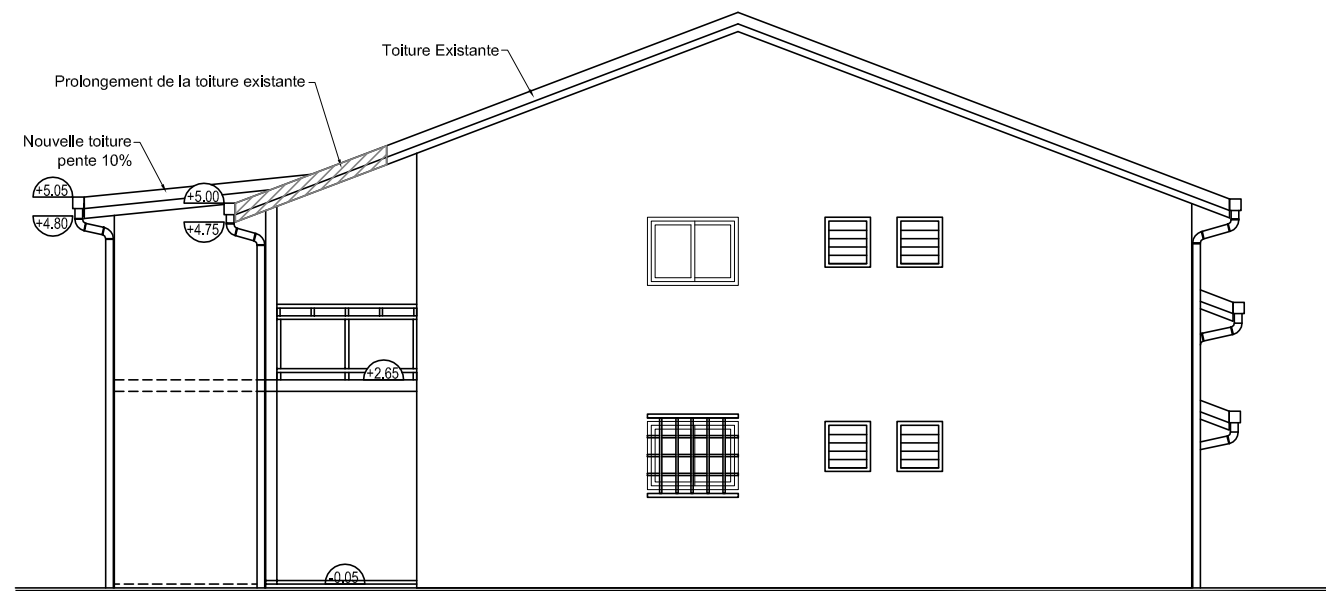 Toiture Existante
Prolongement de la toiture existante
Nouvelle toiture
pente 10%
+5.05
+5.00
+4.80
+4.75
+2.65
-0.05